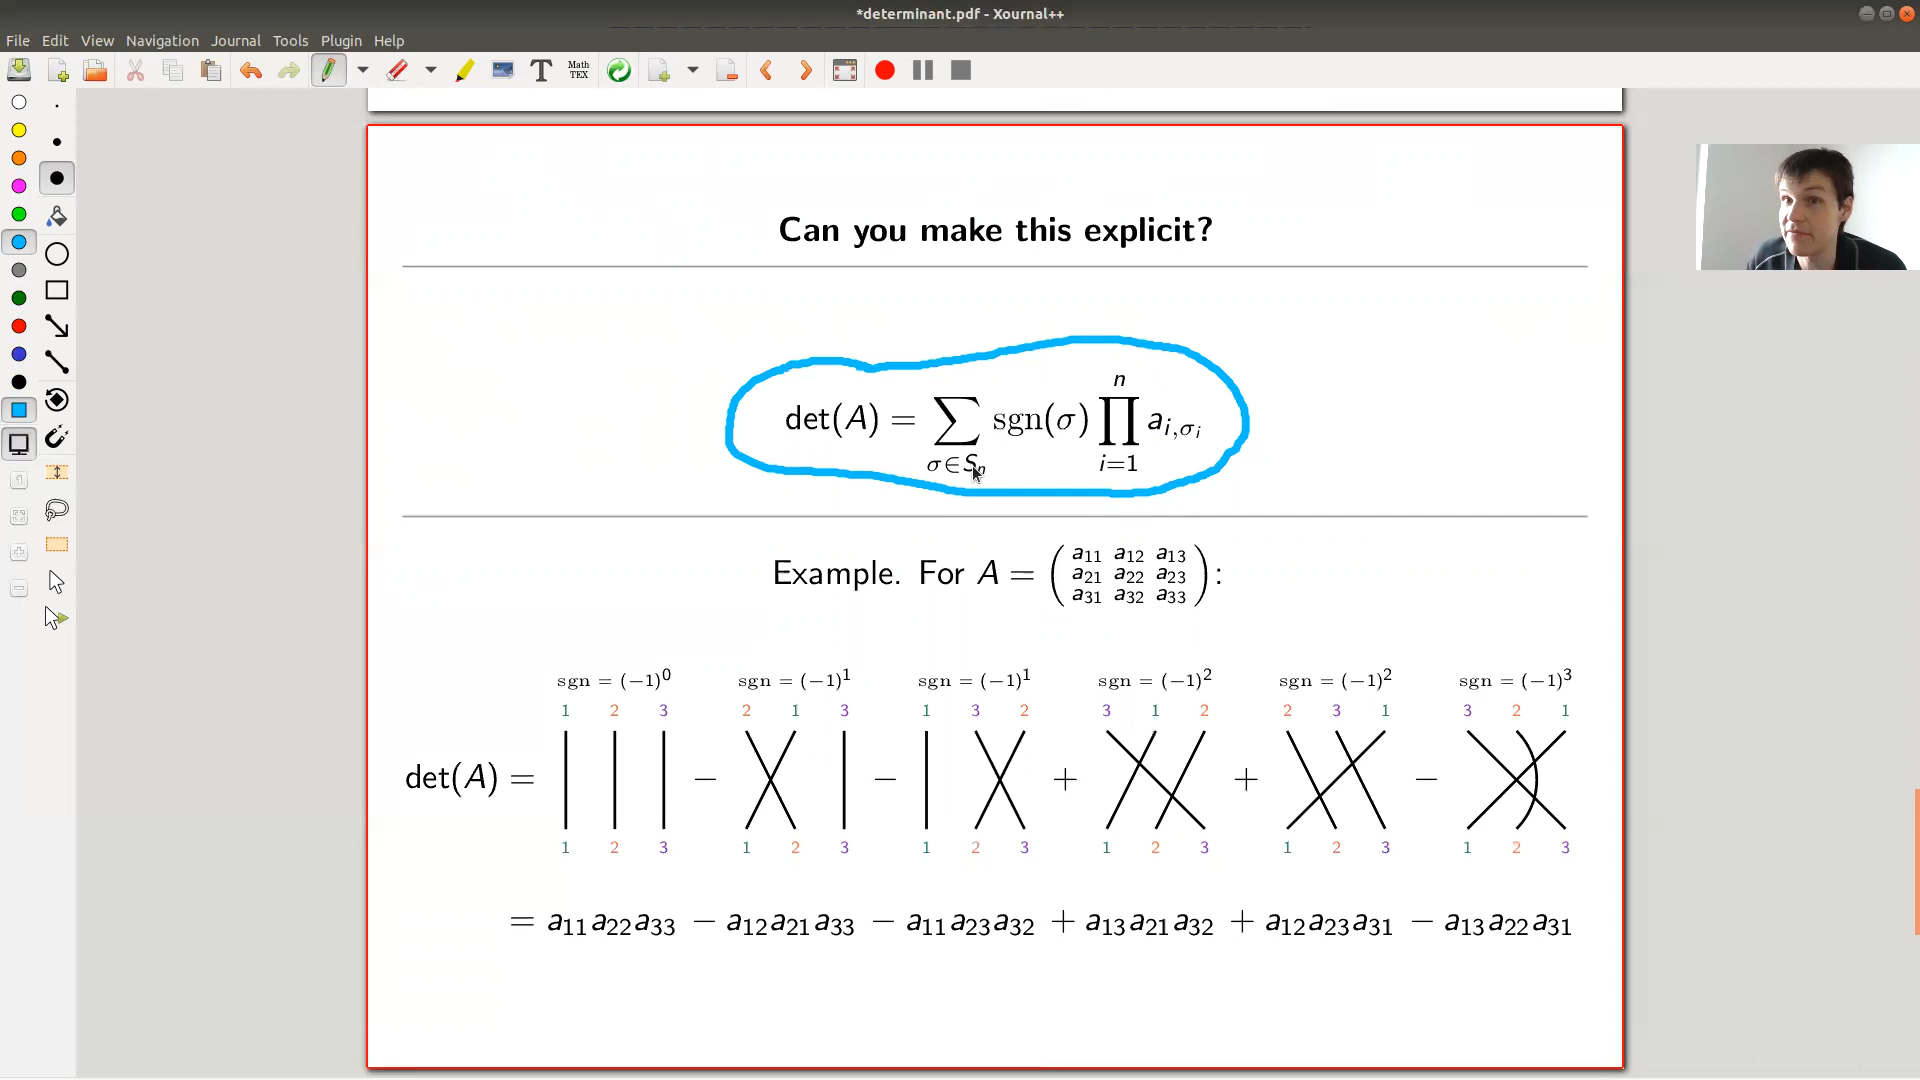 *determinant.pdf - Xournal++
File Edit View Navigation Journal Tools Plugin Help
Math TEX
Can you make this explicit?
det(A) = ∑_{σ∈S_n} sgn(σ) ∏_{i=1}^{n} a_{i,σ_i}
Example. For A = ( a₁₁ a₁₂ a₁₃
a₂₁ a₂₂ a₂₃
a₃₁ a₃₂ a₃₃ ):
sgn = (−1)⁰ sgn = (−1)¹ sgn = (−1)¹ sgn = (−1)² sgn = (−1)² sgn = (−1)³
1 2 3 2 1 3 1 3 2 3 1 2 2 3 1 3 2 1
det(A) = − − + + −
1 2 3 1 2 3 1 2 3 1 2 3 1 2 3 1 2 3
= a₁₁a₂₂a₃₃ − a₁₂a₂₁a₃₃ − a₁₁a₂₃a₃₂ + a₁₃a₂₁a₃₂ + a₁₂a₂₃a₃₁ − a₁₃a₂₂a₃₁